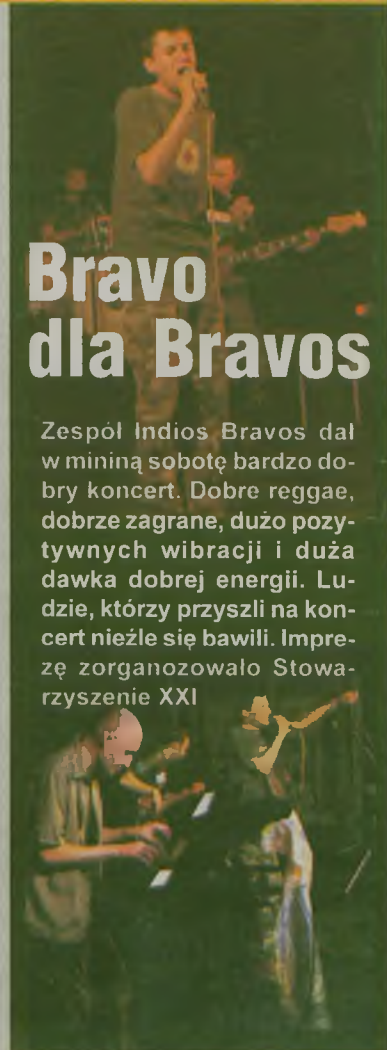 Bravo
dla Bravos
Zespół Indios Bravos dał
w mininą sobotę bardzo do-
bry koncert. Dobre reggae,
dobrze zagrane, dużo pozy-
tywnych wibracji i duża
dawka dobrej energii. Lu-
dzie, którzy przyszli na kon-
cert nieźle się bawili. Impre-
zę zorganozowało Stowa-
rzyszenie XXI